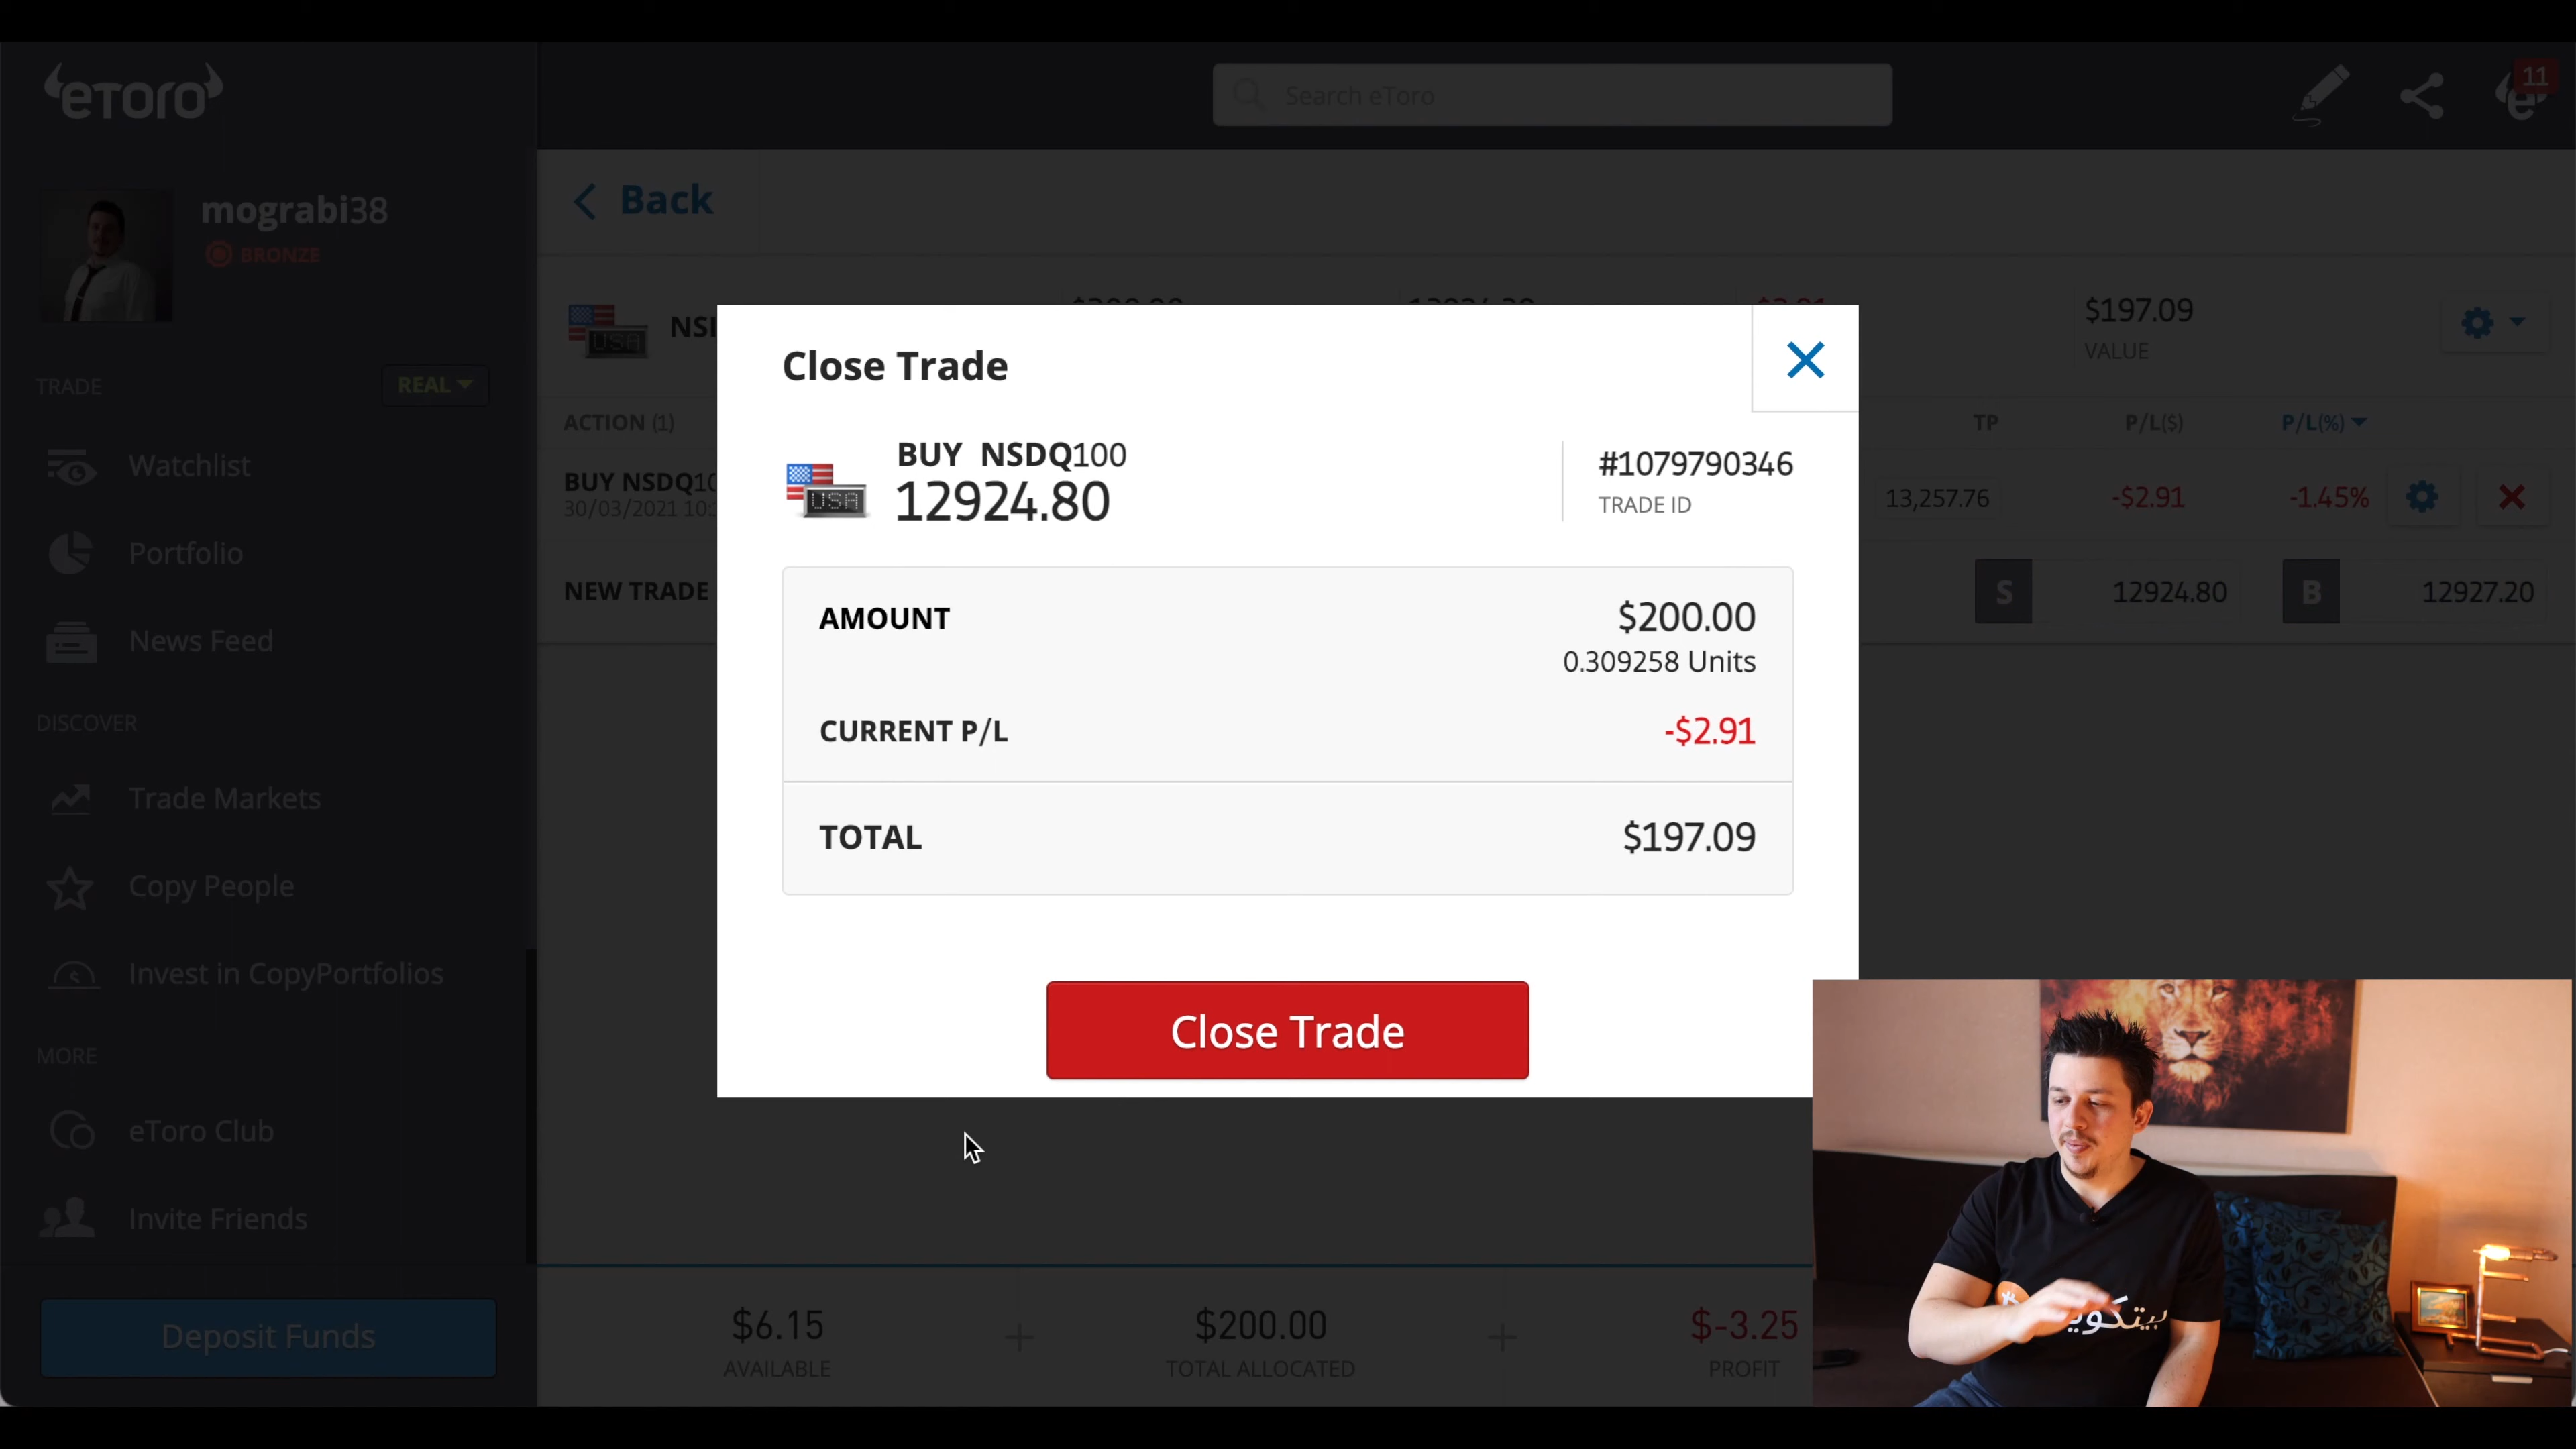 eToro
Search eToro
11
mograbi38
BRONZE
Back
TRADE
REAL
Watchlist
Portfolio
News Feed
DISCOVER
Trade Markets
Copy People
Invest in CopyPortfolios
MORE
eToro Club
Invite Friends
Deposit Funds
USA
$197.09
VALUE
ACTION (1)
TP
P/L($)
P/L(%)
BUY NSDQ
30/03/2021
13,257.76
-$2.91
-1.45%
NEW TRADE
S
12924.80
B
12927.20
Close Trade
BUY NSDQ100
12924.80
USA
#1079790346
TRADE ID
AMOUNT
$200.00
0.309258 Units
CURRENT P/L
-$2.91
TOTAL
$197.09
Close Trade
$6.15
AVAILABLE
+
$200.00
TOTAL ALLOCATED
+
$-3.25
PROFIT